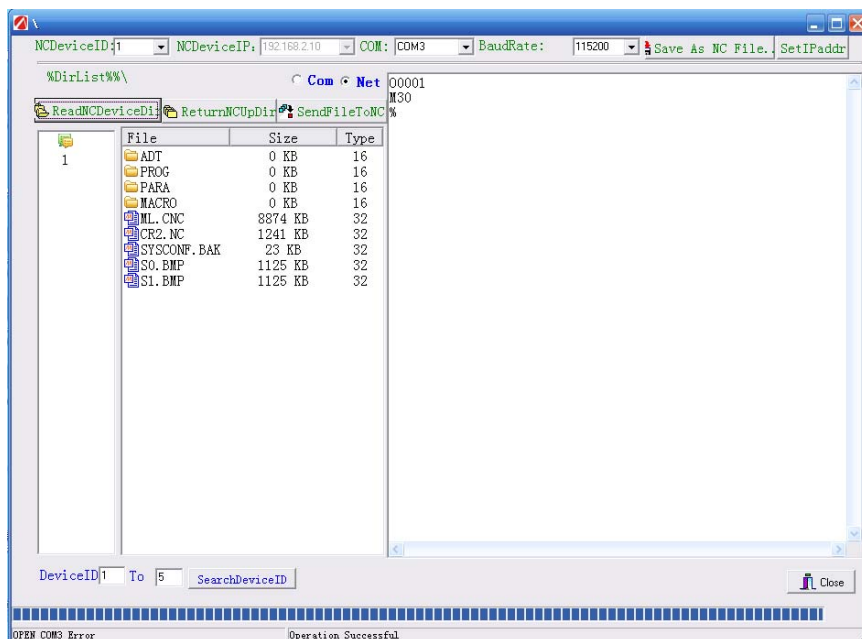 \
NCDeviceID: 1 NCDeviceIP: 192.168.2.10 COM: COM3 BaudRate: 115200 Save As NC File.. SetIPaddr
%DirList%%\ Com Net
ReadNCDeviceDi ReturnNCUpDir SendFileToNC
O0001
M30
%
1
File Size Type
ADT 0 KB 16
PROG 0 KB 16
PARA 0 KB 16
MACRO 0 KB 16
ML.CNC 8874 KB 32
CR2.NC 1241 KB 32
SYSCONF.BAK 23 KB 32
S0.BMP 1125 KB 32
S1.BMP 1125 KB 32
DeviceID 1 To 5 SearchDeviceID
Close
OPEN COM3 Error Operation Successful